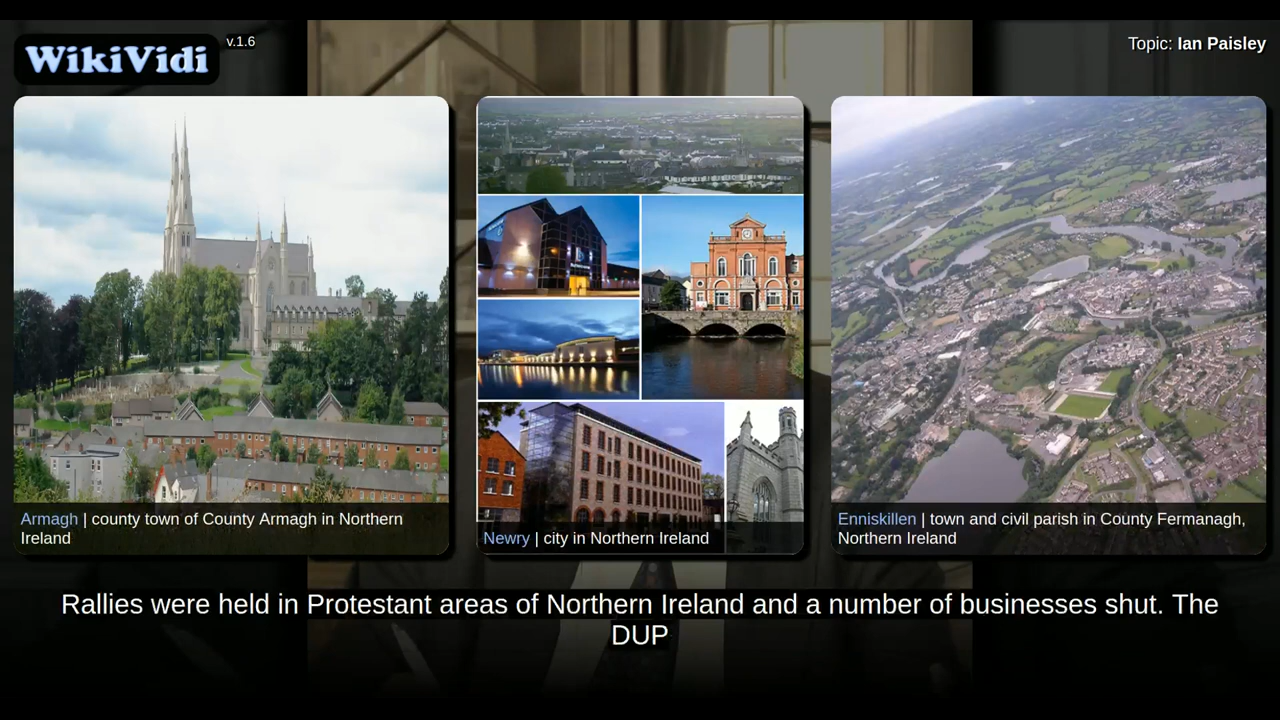 WikiVidi
v.1.6
Topic: Ian Paisley
Armagh | county town of County Armagh in Northern
Ireland
Newry | city in Northern Ireland
Enniskillen | town and civil parish in County Fermanagh,
Northern Ireland
Rallies were held in Protestant areas of Northern Ireland and a number of businesses shut. The
DUP